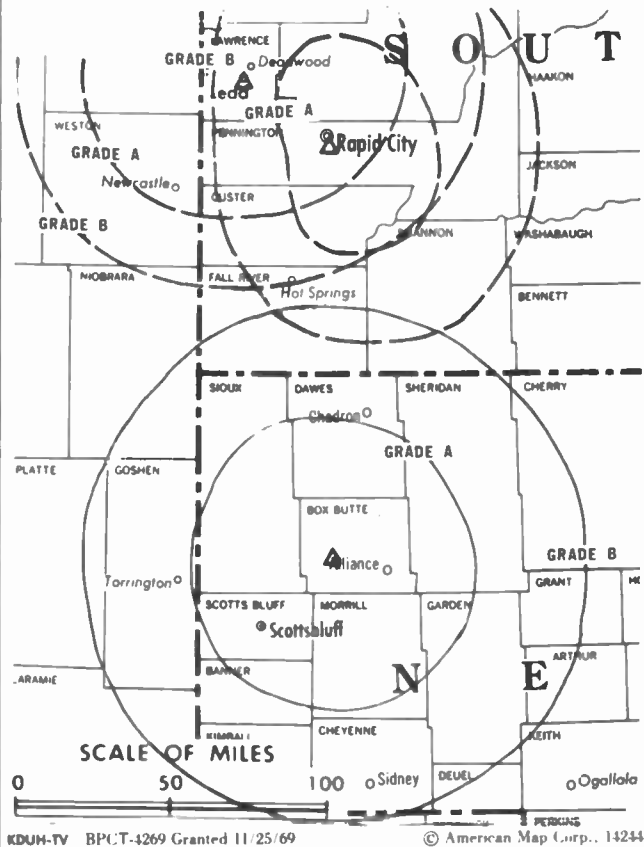 LAWRENCE
S O U T
GRADE B
Deadwood
Lead
HAAKON
GRADE A
WESTON
PENNINGTON
Rapid City
GRADE A
JACKSON
Newcastle
CUSTER
GRADE B
SHANNON
WASHABAUGH
NIOBRARA
FALL RIVER
Hot Springs
BENNETT
SIOUX
DAWES
SHERIDAN
CHERRY
Chadron
GRADE A
PLATTE
GOSHEN
BOX BUTTE
GRADE B
Alliance
Torrington
GRANT
HO
SCOTTS BLUFF
MORRILL
GARDEN
Scottsbluff
ARTHUR
BANNER
N E
LARAMIE
KIMBALL
CHEYENNE
KEITH
SCALE OF MILES
0 50 100
DEUEL
Sidney
Ogallala
PERKINS
KDUH-TV BPCT-4269 Granted 11/25/69
© American Map Corp., 14244